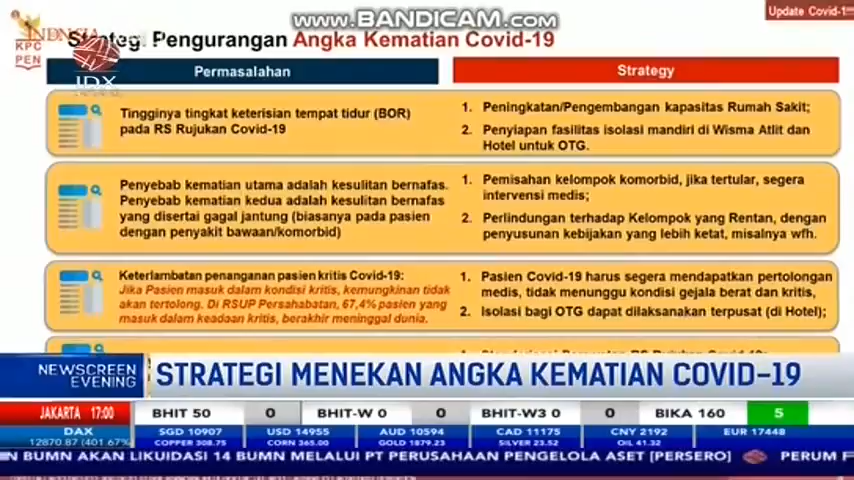 www.BANDICAM.com
Update Covid-19
Strategi Pengurangan Angka Kematian Covid-19
KPC
PEN
IDX
Permasalahan
Strategy
Tingginya tingkat keterisian tempat tidur (BOR)
pada RS Rujukan Covid-19
1. Peningkatan/Pengembangan kapasitas Rumah Sakit;
2. Penyiapan fasilitas isolasi mandiri di Wisma Atlit dan
Hotel untuk OTG.
Penyebab kematian utama adalah kesulitan bernafas.
Penyebab kematian kedua adalah kesulitan bernafas
yang disertai gagal jantung (biasanya pada pasien
dengan penyakit bawaan/komorbid)
1. Pemisahan kelompok komorbid, jika tertular, segera
intervensi medis;
2. Perlindungan terhadap Kelompok yang Rentan, dengan
penyusunan kebijakan yang lebih ketat, misalnya wfh.
Keterlambatan penanganan pasien kritis Covid-19:
Jika Pasien masuk dalam kondisi kritis, kemungkinan tidak
akan tertolong. Di RSUP Persahabatan, 67,4% pasien yang
masuk dalam keadaan kritis, berakhir meninggal dunia.
1. Pasien Covid-19 harus segera mendapatkan pertolongan
medis, tidak menunggu kondisi gejala berat dan kritis,
2. Isolasi bagi OTG dapat dilaksanakan terpusat (di Hotel);
NEWSCREEN
EVENING
STRATEGI MENEKAN ANGKA KEMATIAN COVID-19
JAKARTA 17:00
BHIT 50 0 BHIT-W 0 0 BHIT-W3 0 0 BIKA 160 5
DAX
12870.87 (401.67%)
SGD 10907 USD 14955 AUD 10594 CAD 11175 CNY 2192 EUR 17448
COPPER 308.75 CORN 365.00 GOLD 1879.23 SILVER 23.52 OIL 41.32
N BUMN AKAN LIKUIDASI 14 BUMN MELALUI PT PERUSAHAAN PENGELOLA ASET [PERSERO] PERUM F